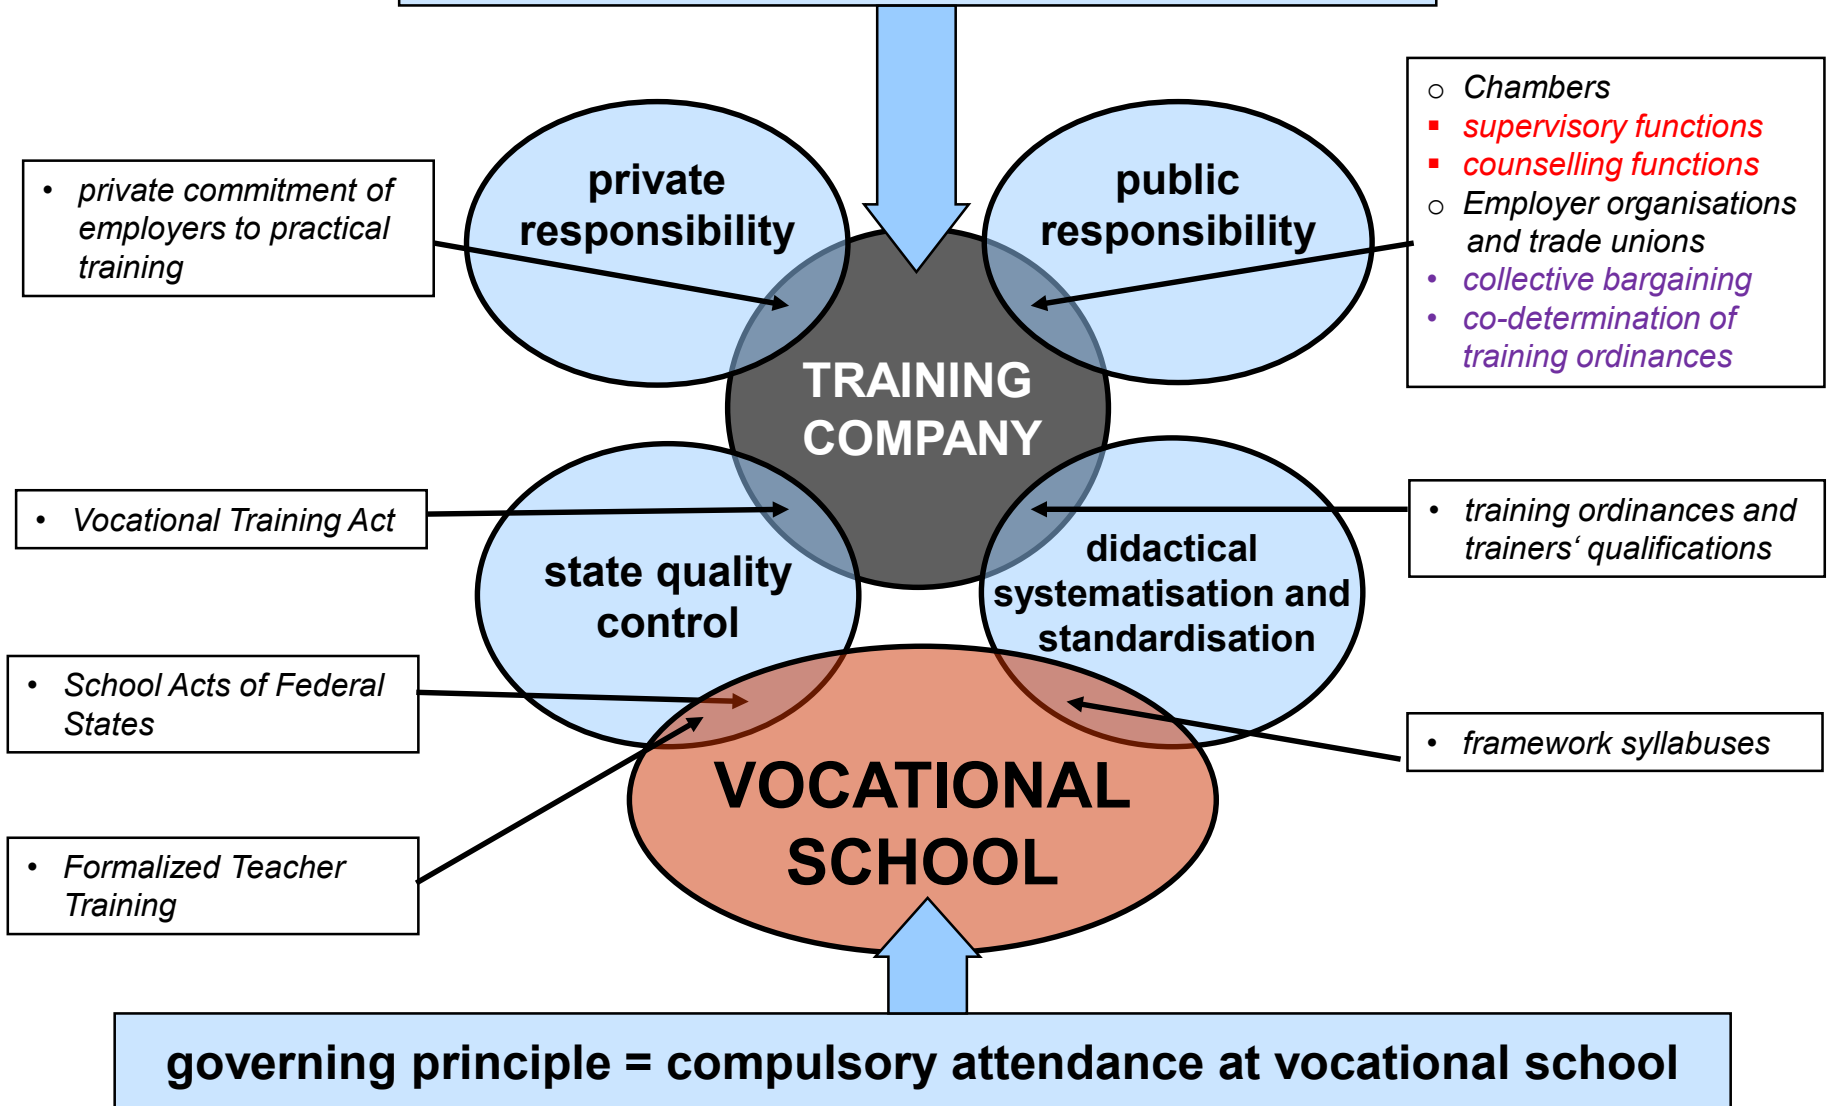 private
responsibility
public
responsibility
○ Chambers
▪ supervisory functions
▪ counselling functions
○ Employer organisations
and trade unions
• collective bargaining
• co-determination of
training ordinances
• private commitment of
employers to practical
training
TRAINING
COMPANY
• Vocational Training Act
state quality
control
didactical
systematisation and
standardisation
• training ordinances and
trainers‘ qualifications
• School Acts of Federal
States
• framework syllabuses
VOCATIONAL
SCHOOL
• Formalized Teacher
Training
governing principle = compulsory attendance at vocational school